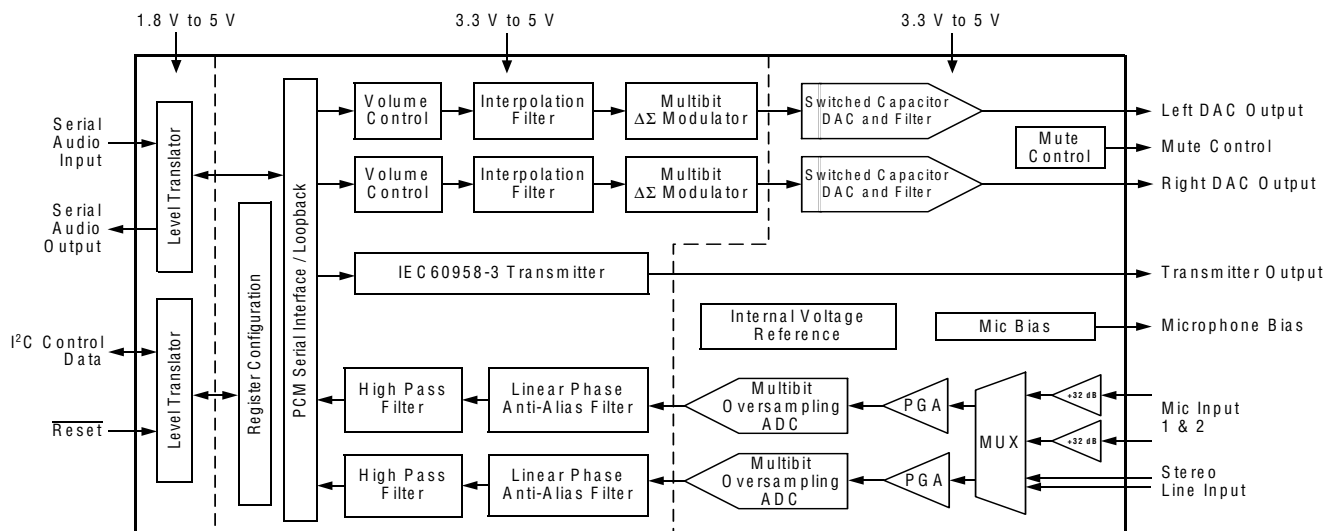 1.8 V to 5 V
3.3 V to 5 V
3.3 V to 5 V
Serial
Audio
Input
Serial
Audio
Output
I²C Control
Data
Reset
Level Translator
Level Translator
Register Configuration
PCM Serial Interface / Loopback
Volume
Control
Interpolation
Filter
Multibit
ΔΣ Modulator
Switched Capacitor
DAC and Filter
Left DAC Output
Mute
Control
Mute Control
Volume
Control
Interpolation
Filter
Multibit
ΔΣ Modulator
Switched Capacitor
DAC and Filter
Right DAC Output
IEC60958-3 Transmitter
Transmitter Output
Internal Voltage
Reference
Mic Bias
Microphone Bias
High Pass
Filter
Linear Phase
Anti-Alias Filter
Multibit
Oversampling
ADC
PGA
MUX
+32 dB
+32 dB
Mic Input
1 & 2
High Pass
Filter
Linear Phase
Anti-Alias Filter
Multibit
Oversampling
ADC
PGA
Stereo
Line Input